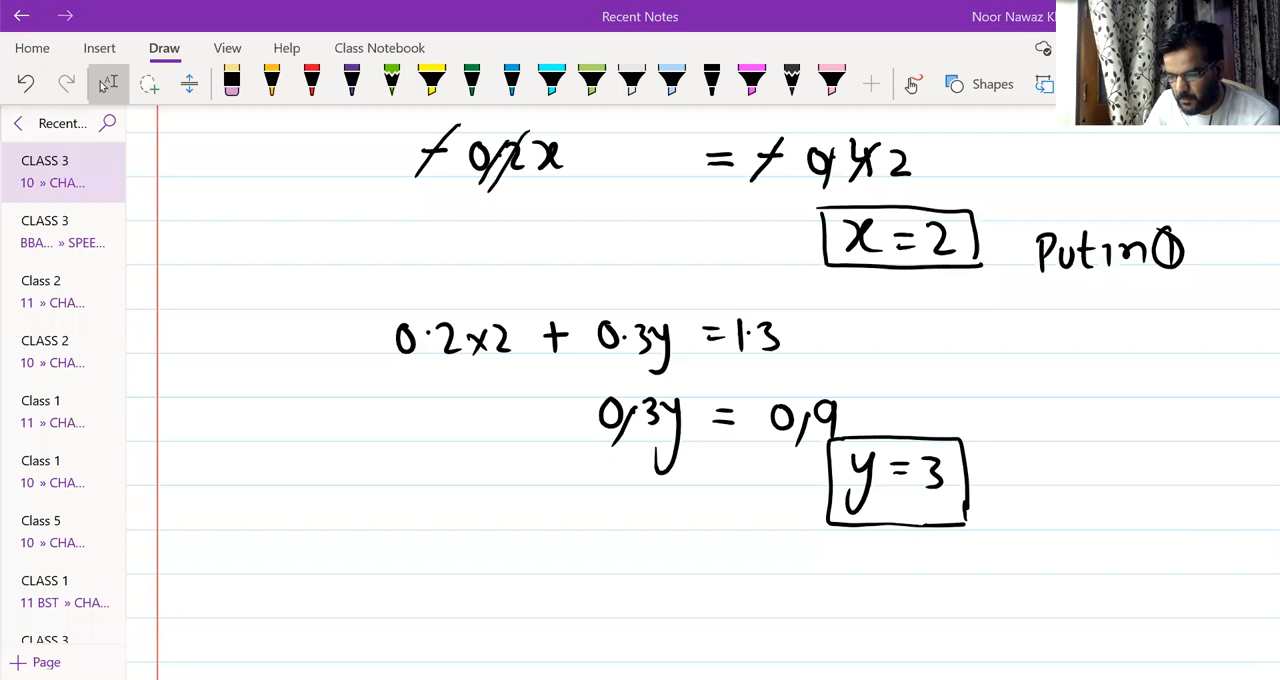 Recent Notes
Noor Nawaz K
Home Insert Draw View Help Class Notebook
Shapes
Recent...
CLASS 3
10 » CHA...
CLASS 3
BBA... » SPEE...
Class 2
11 » CHA...
CLASS 2
10 » CHA...
Class 1
11 » CHA...
Class 1
10 » CHA...
Class 5
10 » CHA...
CLASS 1
11 BST » CHA...
CLASS 3
+ Page
= 2
x = 2 Put in ①
0.2x2 + 0.3y = 1.3
0.3y = 0.9
y = 3